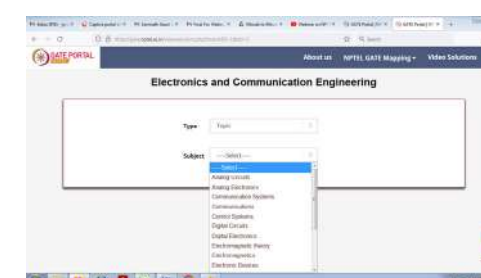 GATE PORTAL
About us NPTEL GATE Mapping Video Solutions
Electronics and Communication Engineering
Type Topic
Subject ----Select----
----Select----
Analog Circuits
Analog Electronics
Communication Systems
Communications
Control Systems
Digital Circuits
Digital Electronics
Electromagnetic theory
Electromagnetics
Electronic Devices